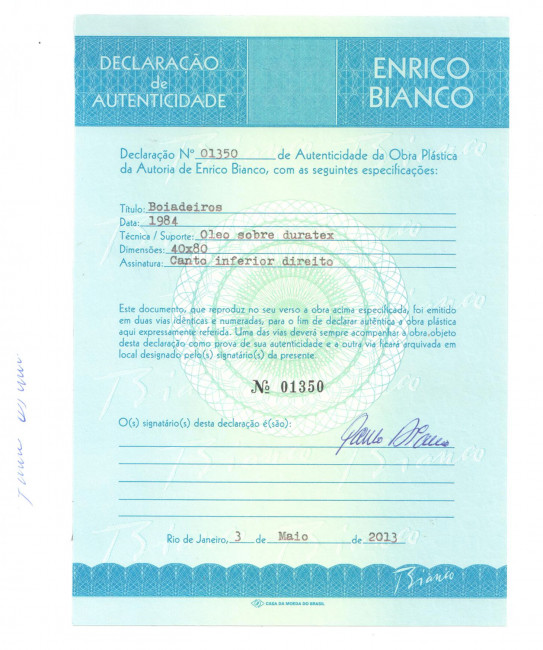 DECLARAÇÃO
de
AUTENTICIDADE
ENRICO
BIANCO
Declaração Nº 01350 de Autenticidade da Obra Plástica
da Autoria de Enrico Bianco, com as seguintes especificações:
Título: Boiadeiros
Data: 1984
Técnica / Suporte: Oleo sobre duratex
Dimensões: 40x80
Assinatura: Canto inferior direito
Este documento, que reproduz no seu verso a obra acima especificada, foi emitido
em duas vias idênticas e numeradas, para o fim de declarar autêntica a obra plástica
aqui expressamente referida. Uma das vias deverá sempre acompanhar a obra objeto
desta declaração como prova de sua autenticidade e a outra via ficará arquivada em
local designado pelo(s) signatário(s) da presente.
Nº 01350
O(s) signatário(s) desta declaração é(são):
Bianco
Rio de Janeiro, 3 de Maio de 2013
Bianco
CASA DA MOEDA DO BRASIL